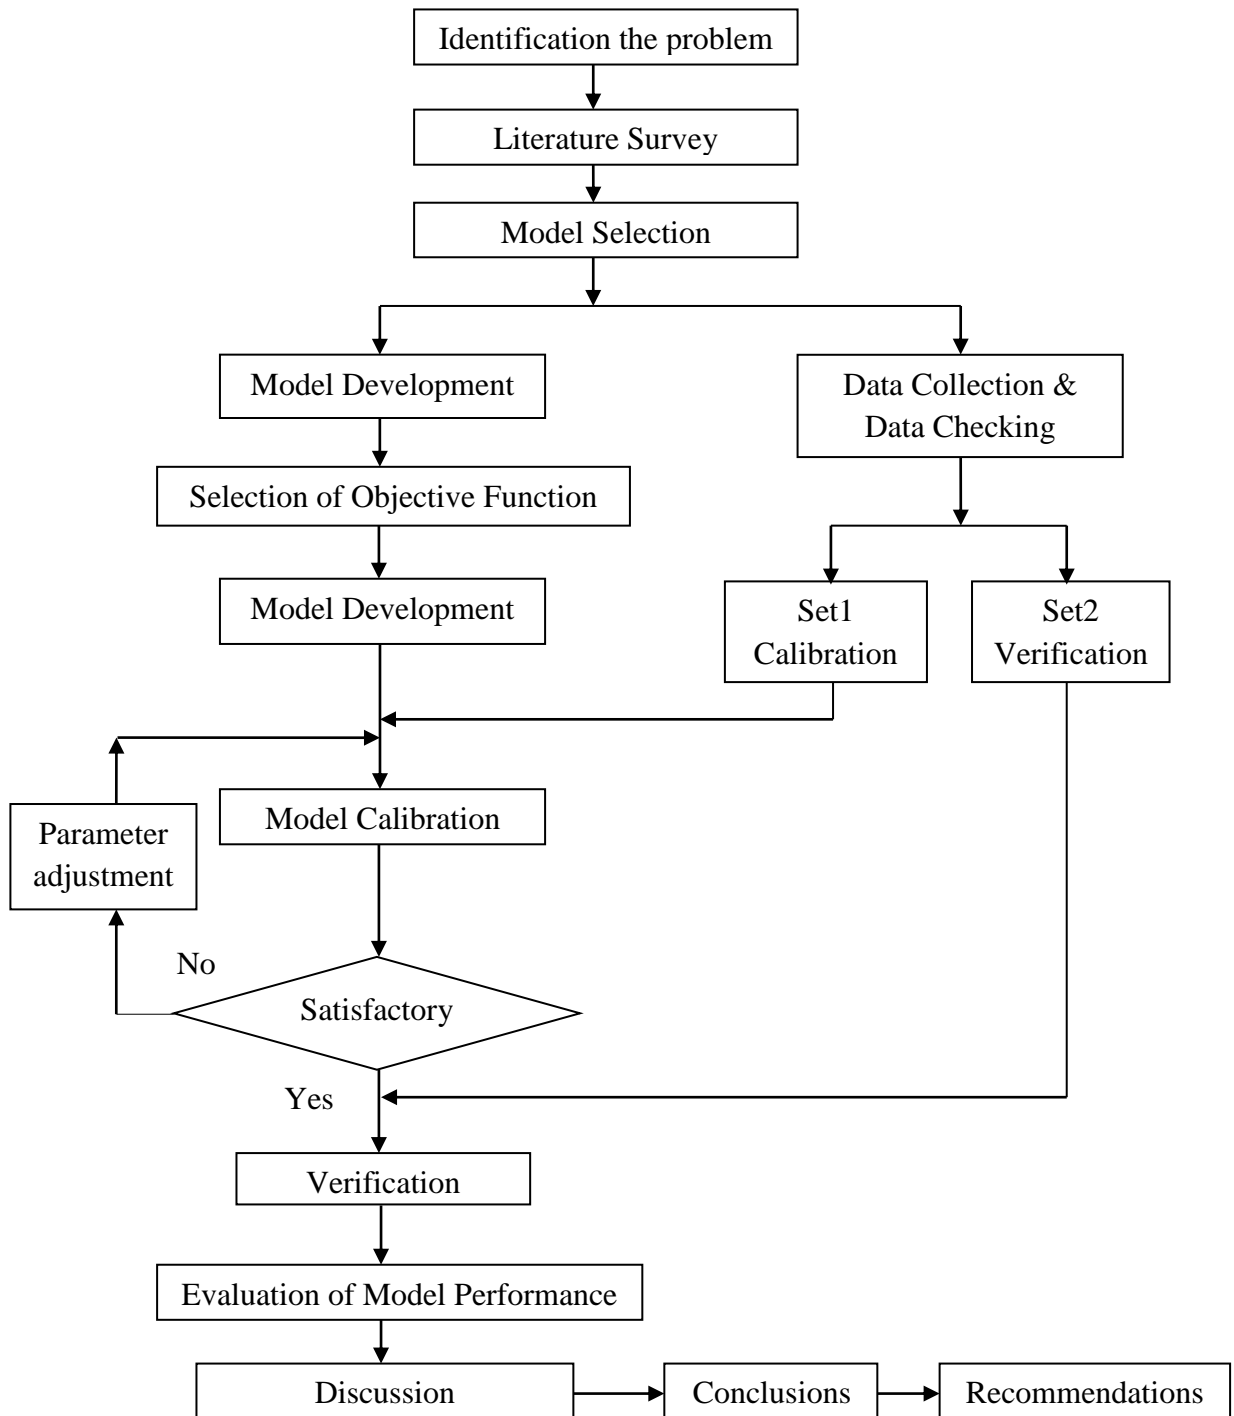 Identification the problem
Literature Survey
Model Selection
Model Development
Data Collection &
Data Checking
Selection of Objective Function
Model Development
Set1
Calibration
Set2
Verification
Model Calibration
Parameter
adjustment
No
Satisfactory
Yes
Verification
Evaluation of Model Performance
Discussion
Conclusions
Recommendations